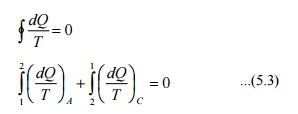 ∮ dQ/T = 0
∫₁² (dQ/T)_A + ∫₂¹ (dQ/T)_C = 0 ...(5.3)